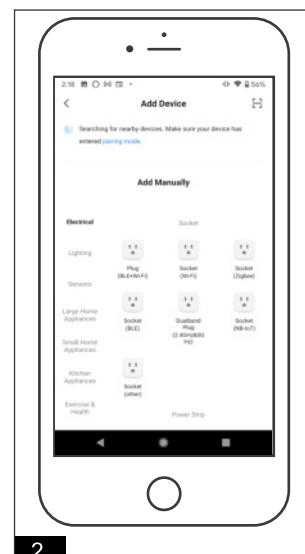 2:18 56%
Add Device
Searching for nearby devices. Make sure your device has
entered pairing mode.
Add Manually
Electrical
Socket
Lighting
Plug
(BLE+Wi-Fi)
Socket
(Wi-Fi)
Socket
(Zigbee)
Sensors
Large Home
Appliances
Socket
(BLE)
Dualband
Plug
(2.4GHz&5G
Hz)
Socket
(NB-IoT)
Small Home
Appliances
Kitchen
Appliances
Socket
(other)
Exercise &
Health
Power Strip
2